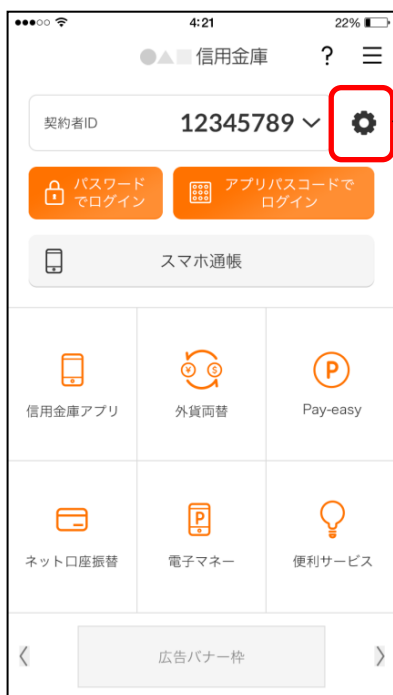 4:21
22%
●▲■信用金庫
?
契約者ID
12345789
パスワード
でログイン
アプリパスコードで
ログイン
スマホ通帳
信用金庫アプリ
外貨両替
Pay-easy
ネット口座振替
電子マネー
便利サービス
広告バナー枠